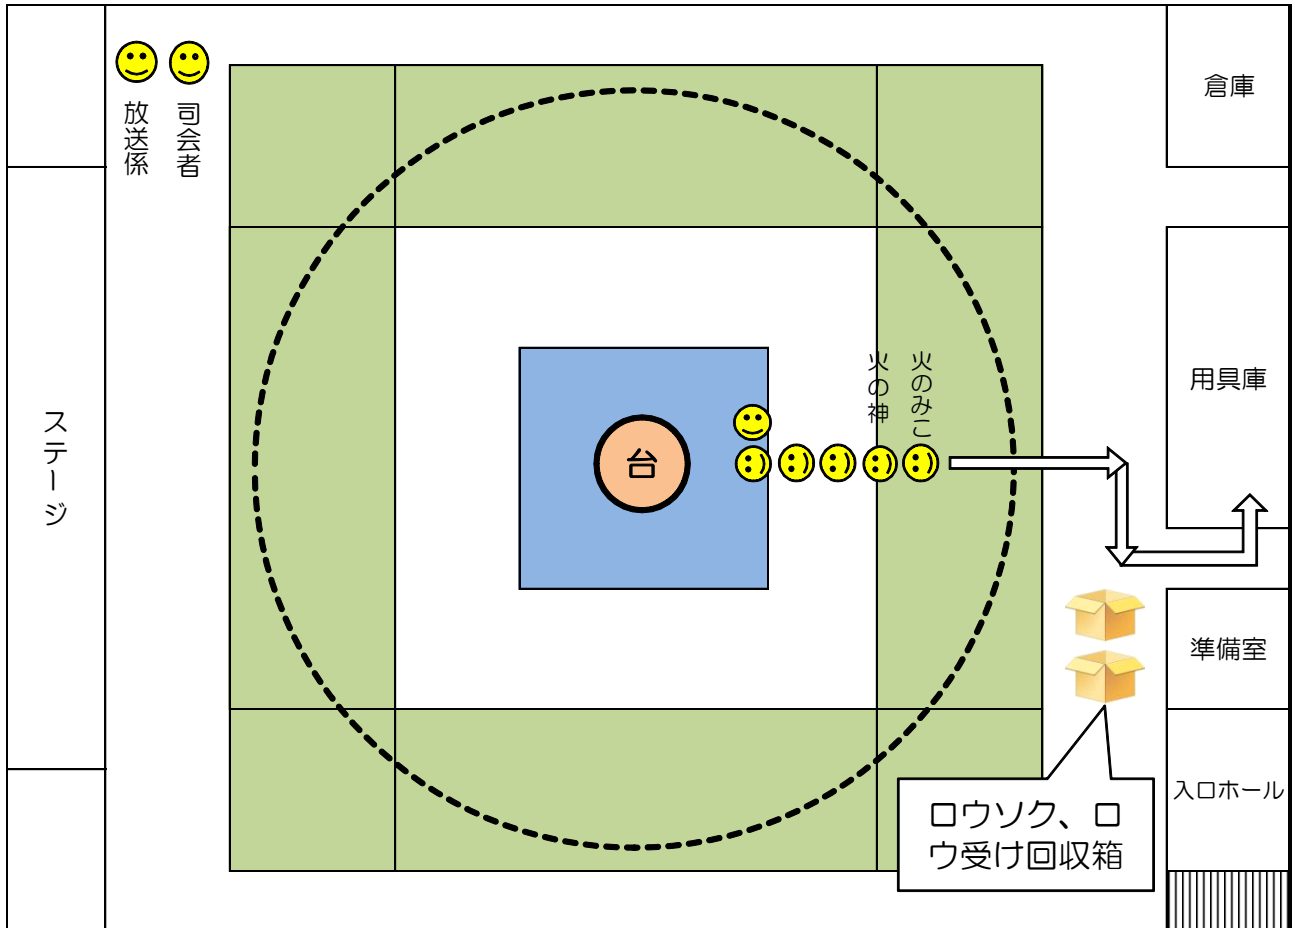 放送係
司会者
倉庫
火の神
火のみこ
用具庫
ステージ
台
準備室
入口ホール
ロウソク、ロ
ウ受け回収箱